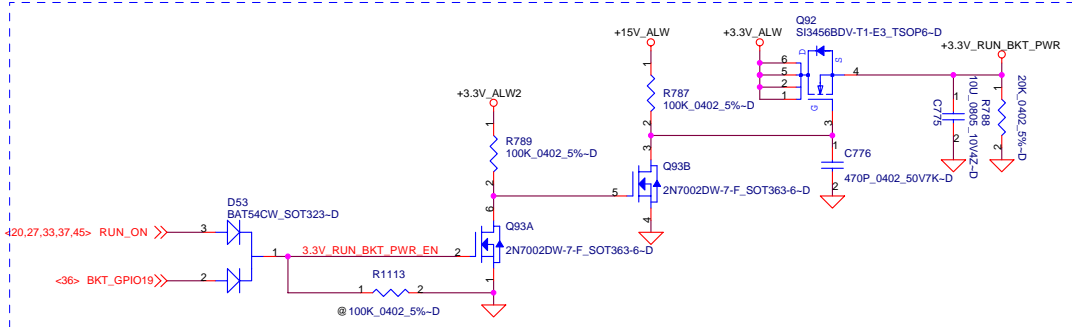 Q92
SI3456BDV-T1-E3_TSOP6~D
+15V_ALW
+3.3V_ALW
+3.3V_RUN_BKT_PWR
D
S
G
6
5
2
1
4
3
1
R787
100K_0402_5%~D
2
+3.3V_ALW2
1
R789
100K_0402_5%~D
2
3
Q93B
5
2N7002DW-7-F_SOT363-6~D
4
1
C776
470P_0402_50V7K~D
2
1
2
C775
10U_0805_10V4Z~D
1
2
R788
20K_0402_5%~D
D53
BAT54CW_SOT323~D
<20,27,33,37,45> RUN_ON
3
<36> BKT_GPIO19
2
1
3.3V_RUN_BKT_PWR_EN
2
6
Q93A
2N7002DW-7-F_SOT363-6~D
1
R1113
1
2
@100K_0402_5%~D